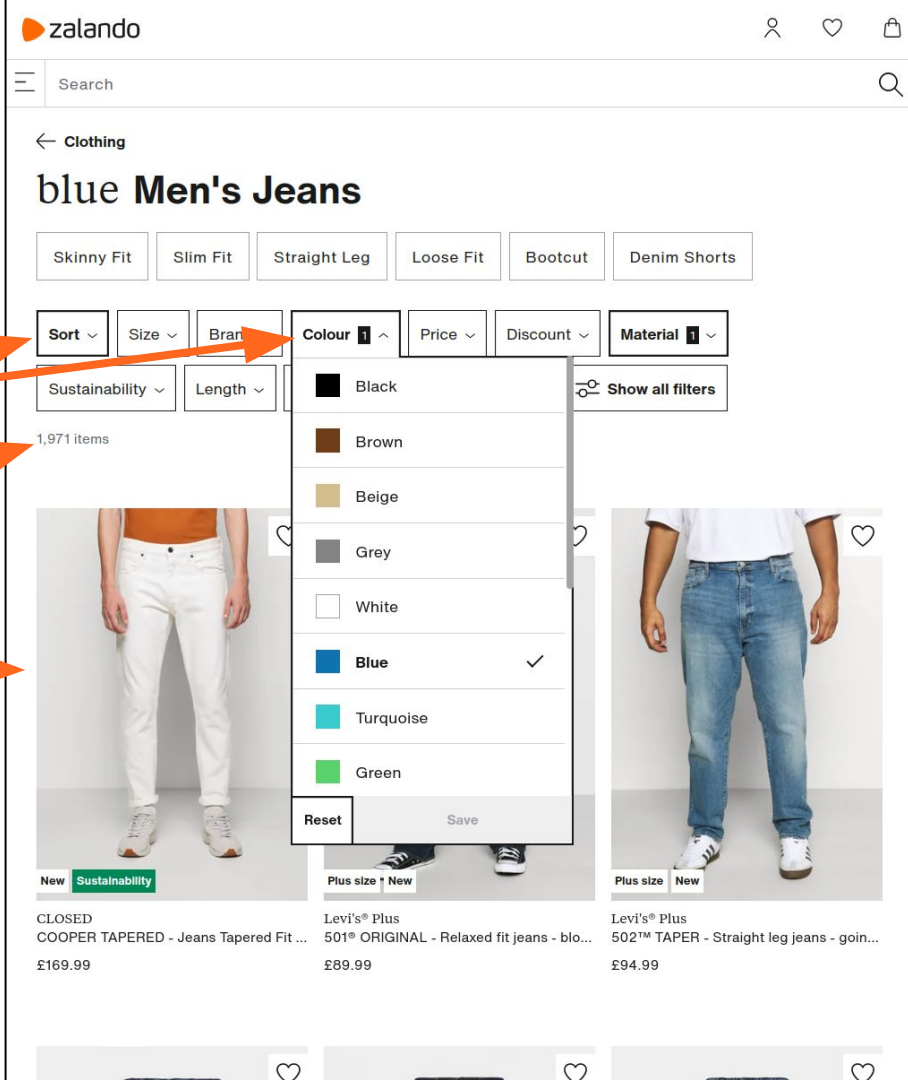 zalando
Search
Clothing
blue Men's Jeans
Skinny Fit Slim Fit Straight Leg Loose Fit Bootcut Denim Shorts
Sort Size Bran Colour 1 Price Discount Material 1
Sustainability Length Show all filters
1,971 items
Black
Brown
Beige
Grey
White
Blue
Turquoise
Green
Reset Save
New Sustainability Plus size New Plus size New
CLOSED Levi's® Plus Levi's® Plus
COOPER TAPERED - Jeans Tapered Fit ... 501® ORIGINAL - Relaxed fit jeans - blo... 502™ TAPER - Straight leg jeans - goin...
£169.99 £89.99 £94.99